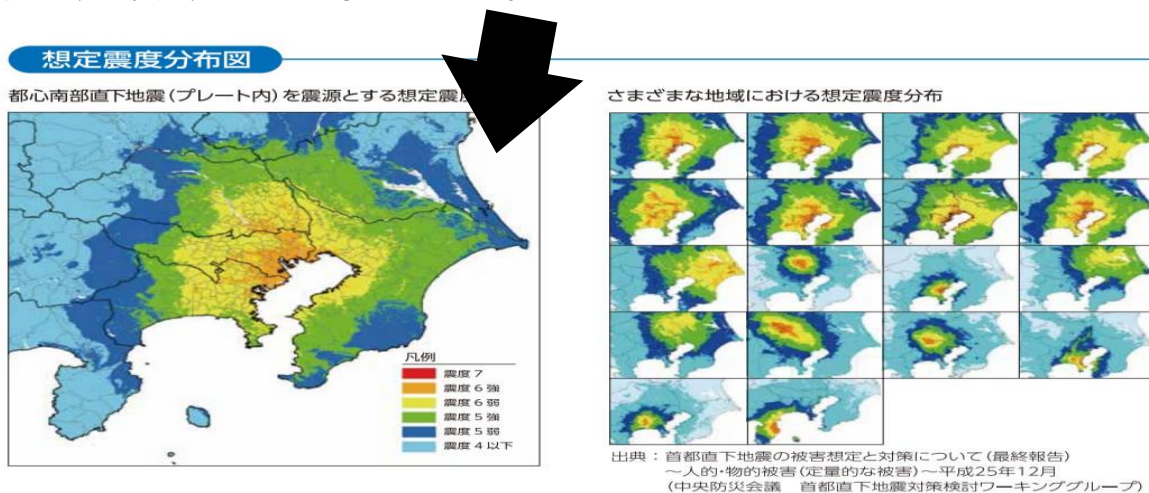 想定震度分布図
都心南部直下地震(プレート内)を震源とする想定震度
さまざまな地域における想定震度分布
凡例
震度 7
震度 6 強
震度 6 弱
震度 5 強
震度 5 弱
震度 4 以下
出典:首都直下地震の被害想定と対策について(最終報告)
~人的・物的被害(定量的な被害)~平成25年12月
(中央防災会議 首都直下地震対策検討ワーキンググループ)